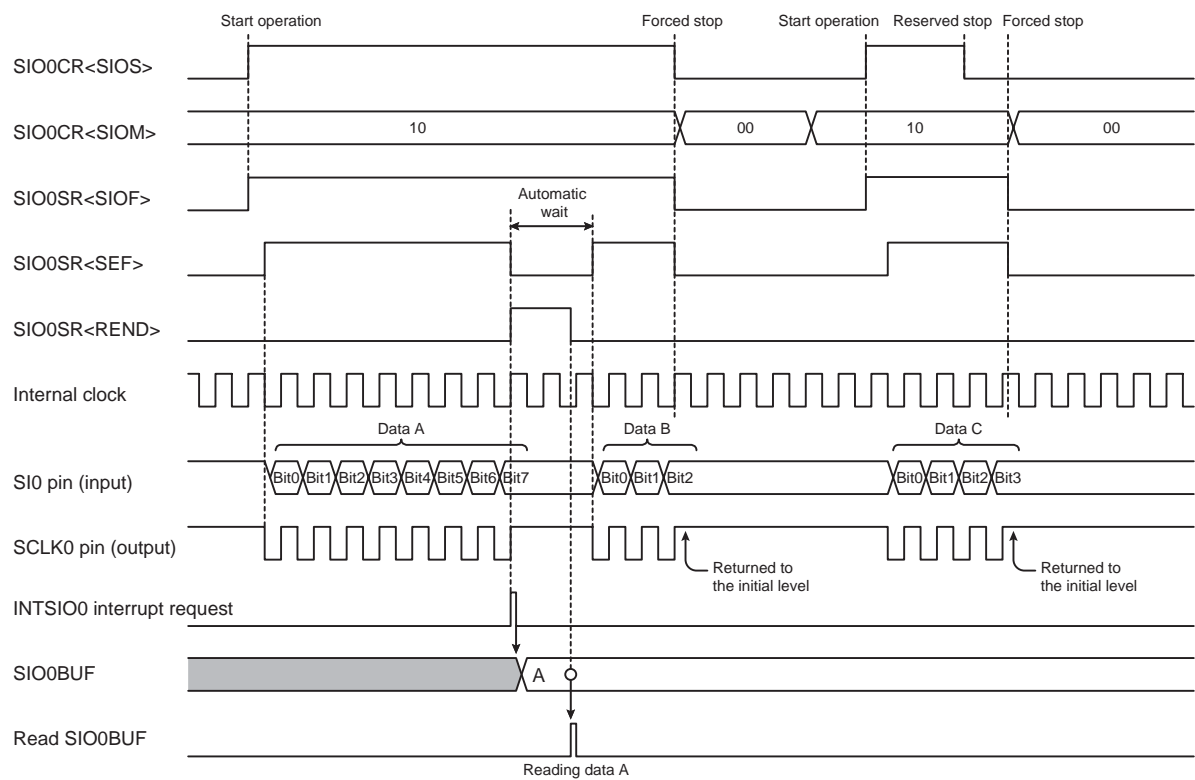 Start operation Forced stop Start operation Reserved stop Forced stop
SIO0CR<SIOS>
SIO0CR<SIOM> 10 00 10 00
SIO0SR<SIOF>
Automatic
wait
SIO0SR<SEF>
SIO0SR<REND>
Internal clock
Data A Data B Data C
SI0 pin (input) Bit0 Bit1 Bit2 Bit3 Bit4 Bit5 Bit6 Bit7 Bit0 Bit1 Bit2 Bit0 Bit1 Bit2 Bit3
SCLK0 pin (output)
Returned to
the initial level
Returned to
the initial level
INTSIO0 interrupt request
SIO0BUF A
Read SIO0BUF
Reading data A